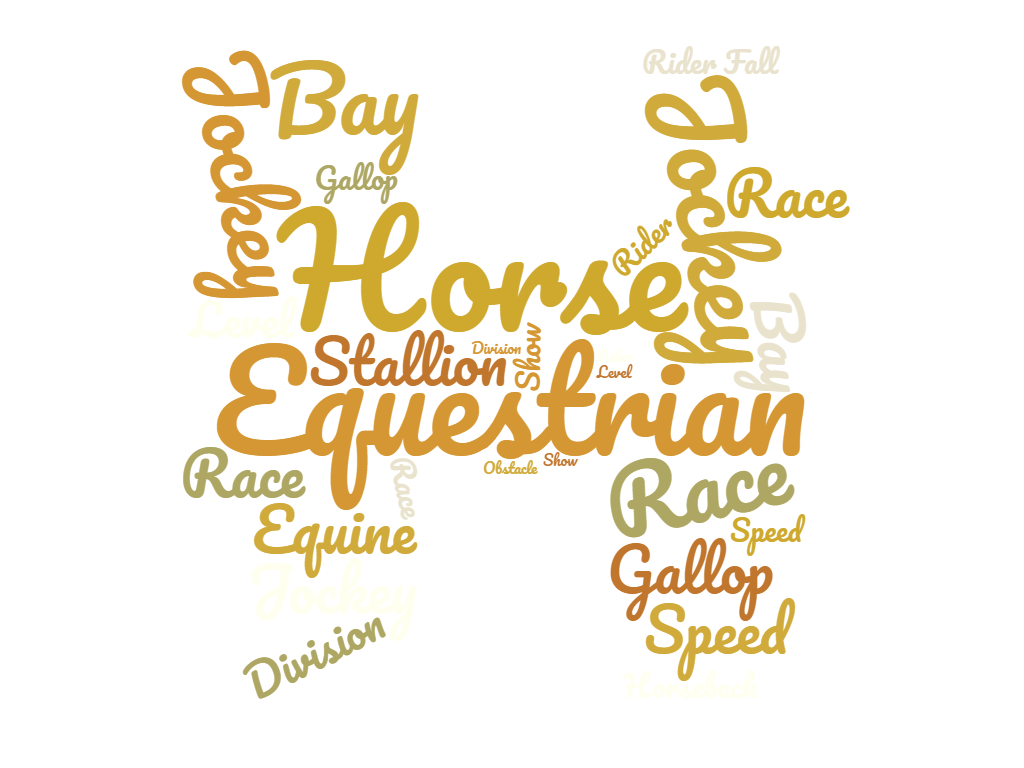 Rider Fall
Jockey
Bay
Jockey
Gallop
Race
Horse
Rider
Level
Bay
Stallion
Division
Show
Level
Equestrian
Race
Race
Obstacle
Show
Race
Equine
Speed
Jockey
Gallop
Division
Speed
Horseback